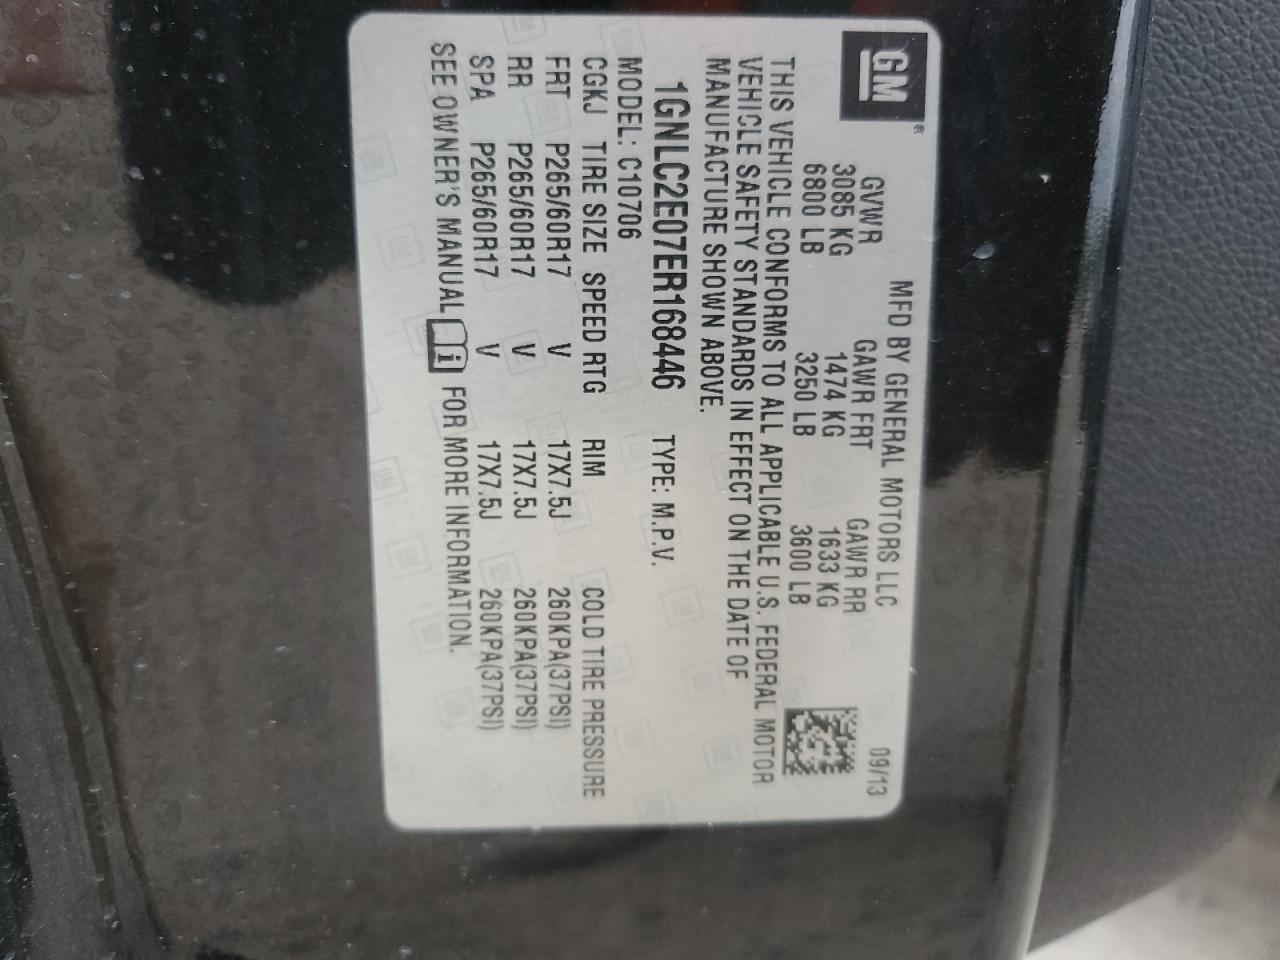 GM
MFD BY GENERAL MOTORS LLC 09/13
GVWR GAWR FRT GAWR RR
3085 KG 1474 KG 1633 KG
6800 LB 3250 LB 3600 LB
THIS VEHICLE CONFORMS TO ALL APPLICABLE U.S. FEDERAL MOTOR
VEHICLE SAFETY STANDARDS IN EFFECT ON THE DATE OF
MANUFACTURE SHOWN ABOVE.
1GNLC2E07ER168446 TYPE: M.P.V.
MODEL: C10706
CGKJ TIRE SIZE SPEED RTG RIM COLD TIRE PRESSURE
FRT P265/60R17 V 17X7.5J 260KPA(37PSI)
RR P265/60R17 V 17X7.5J 260KPA(37PSI)
SPA P265/60R17 V 17X7.5J 260KPA(37PSI)
SEE OWNER'S MANUAL i FOR MORE INFORMATION.